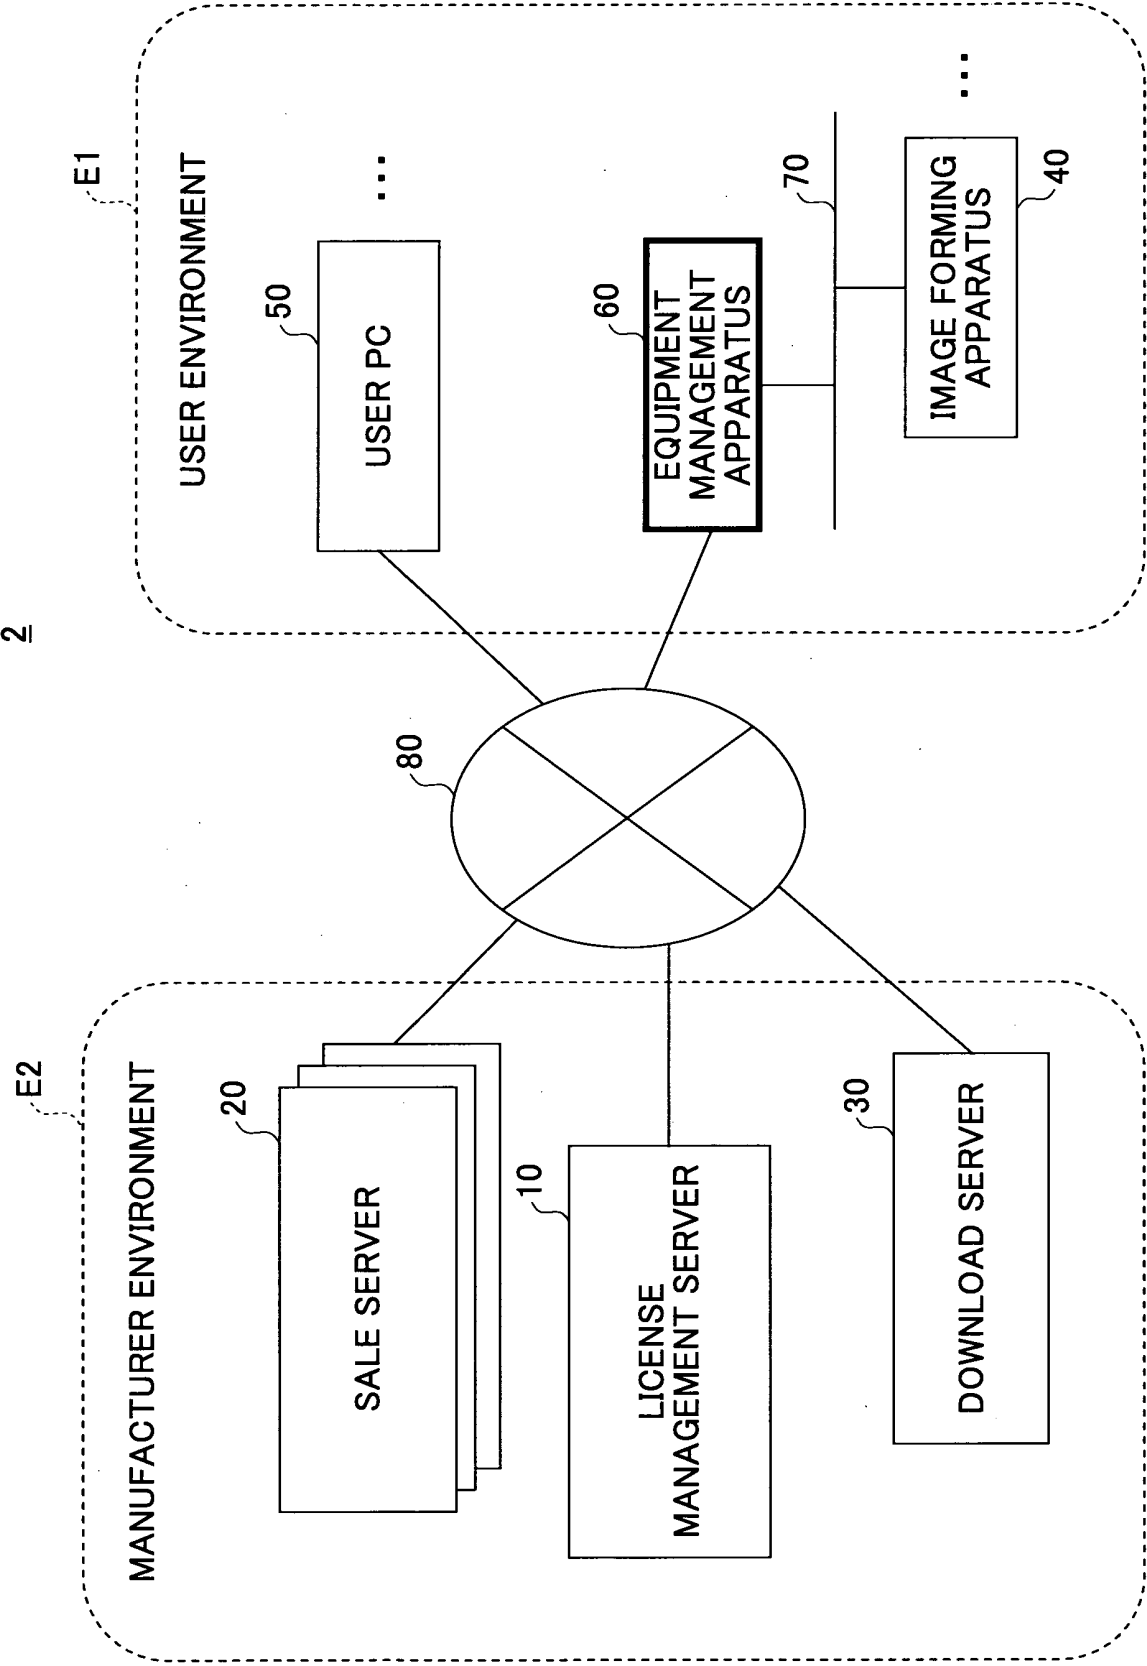 2
E2
MANUFACTURER ENVIRONMENT
20
SALE SERVER
10
LICENSE
MANAGEMENT SERVER
30
DOWNLOAD SERVER
80
E1
USER ENVIRONMENT
50
USER PC
...
60
EQUIPMENT
MANAGEMENT
APPARATUS
70
IMAGE FORMING
APPARATUS
40
...